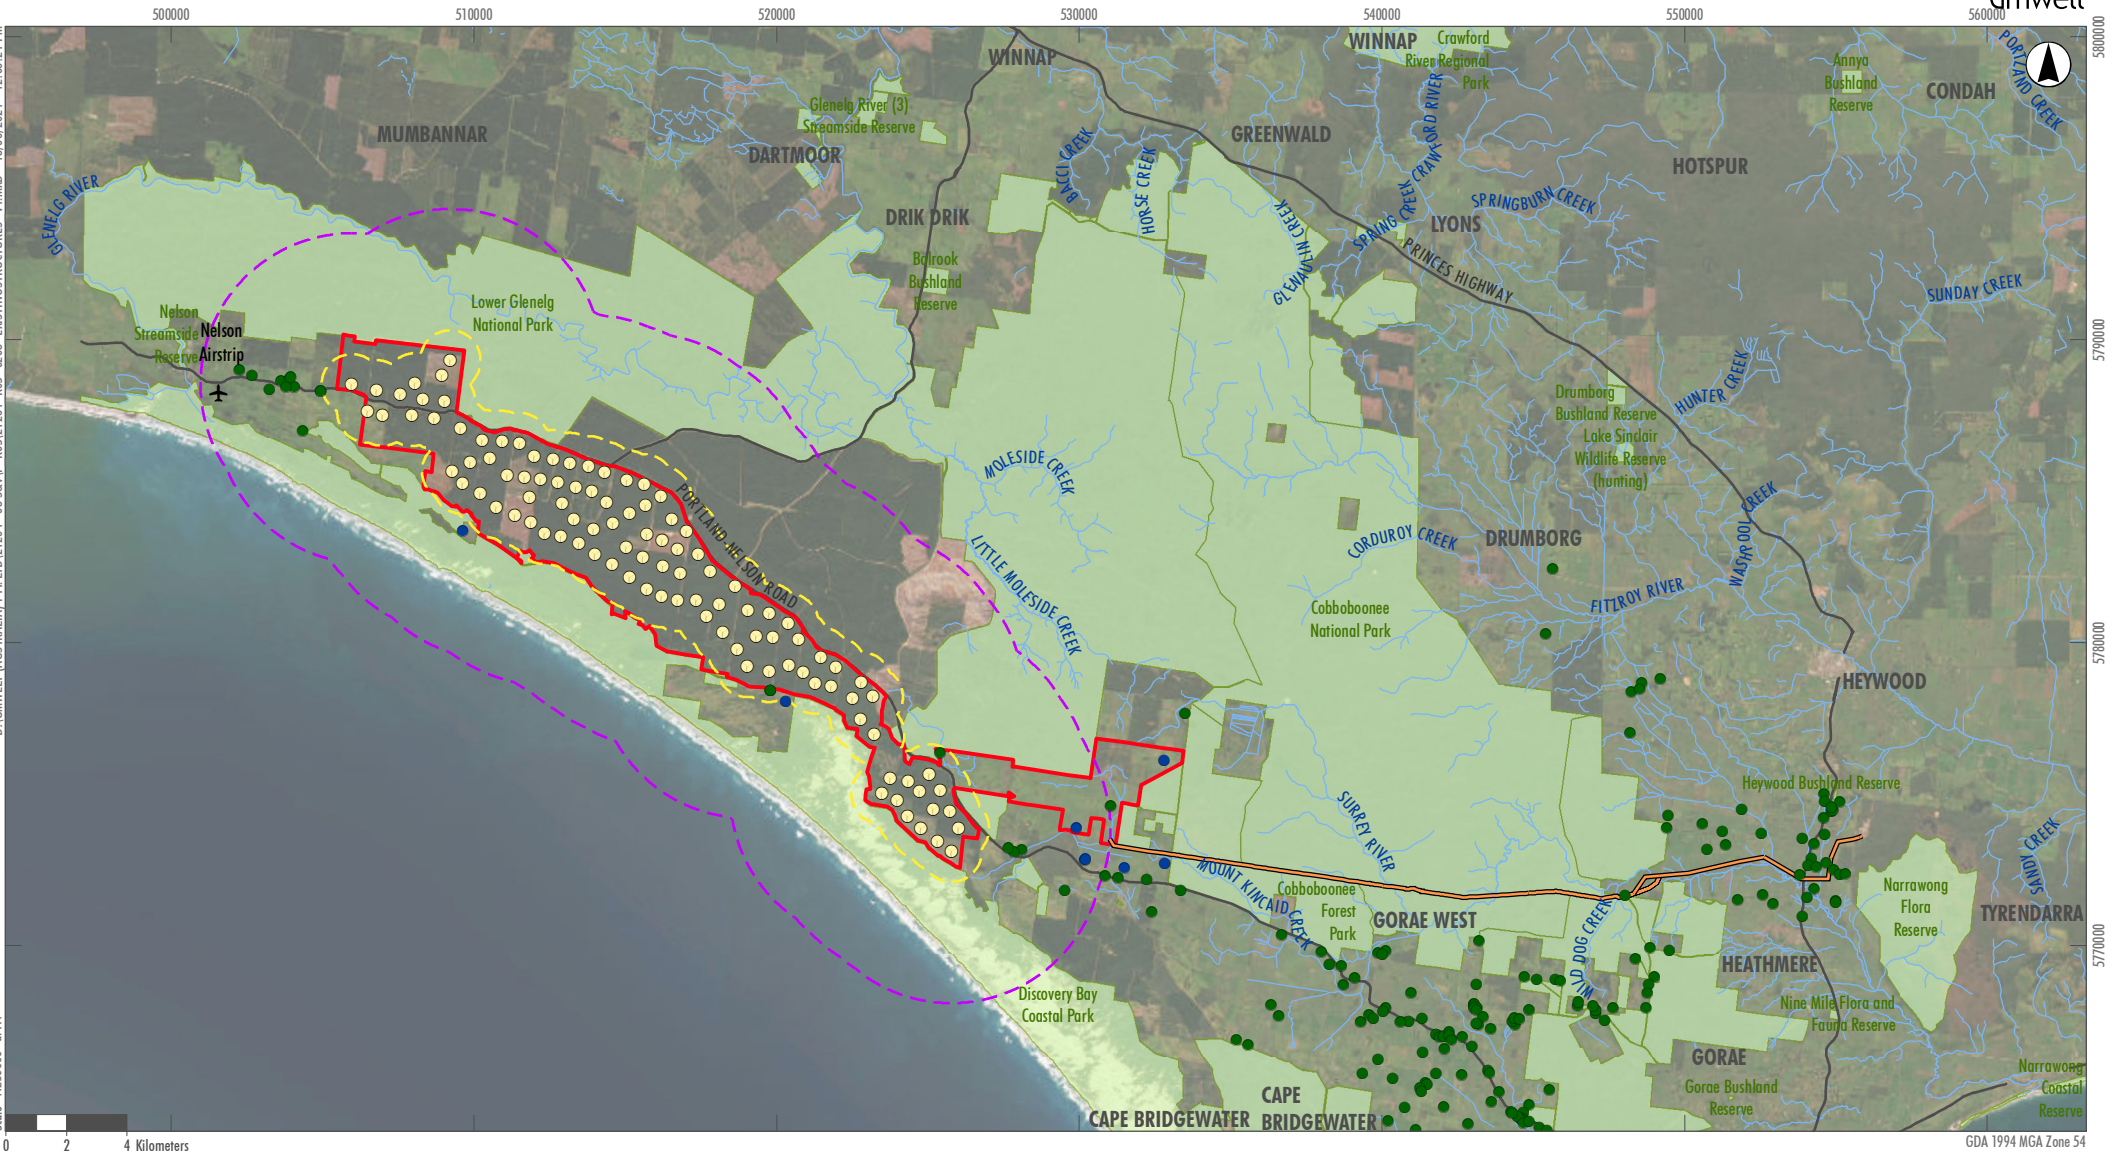 500000
510000
520000
530000
540000
550000
560000
5800000
5790000
5780000
5770000
WINNAP
WINNAP
Crawford
River Regional
Park
Annya
Bushland
Reserve
CONDAH
PORTLAND CREEK
Glenelg River (3)
Streamside Reserve
MUMBANNAR
DARTMOOR
BACCI CREEK
HORSE CREEK
GREENWALD
CRAWFORD RIVER
HOTSPUR
GLENELG RIVER
DRIK DRIK
GLENAULIN CREEK
SPRING CREEK
LYONS
SPRINGBURN CREEK
PRINCES HIGHWAY
Balrook
Bushland
Reserve
SUNDAY CREEK
Lower Glenelg
National Park
Nelson
Streamside
Reserve
Nelson
Airstrip
HUNTER CREEK
Drumborg
Bushland Reserve
Lake Sinclair
Wildlife Reserve
(hunting)
MOLESIDE CREEK
PORTLAND-NELSON ROAD
CORDUROY CREEK
DRUMBORG
WASHPOOL CREEK
LITTLE MOLESIDE CREEK
FITZROY RIVER
Cobboboonee
National Park
HEYWOOD
Heywood Bushland Reserve
SURREY RIVER
SANDY CREEK
MOUNT KINCAID CREEK
Cobboboonee
Forest
Park
GORAE WEST
WILD DOG CREEK
Narrawong
Flora
Reserve
TYRENDARRA
HEATHMERE
Discovery Bay
Coastal Park
Nine Mile Flora and
Fauna Reserve
GORAE
Gorae Bushland
Reserve
Narrawong
Coastal
Reserve
CAPE BRIDGEWATER
CAPE
BRIDGEWATER
0 2 4 Kilometers
GDA 1994 MGA Zone 54